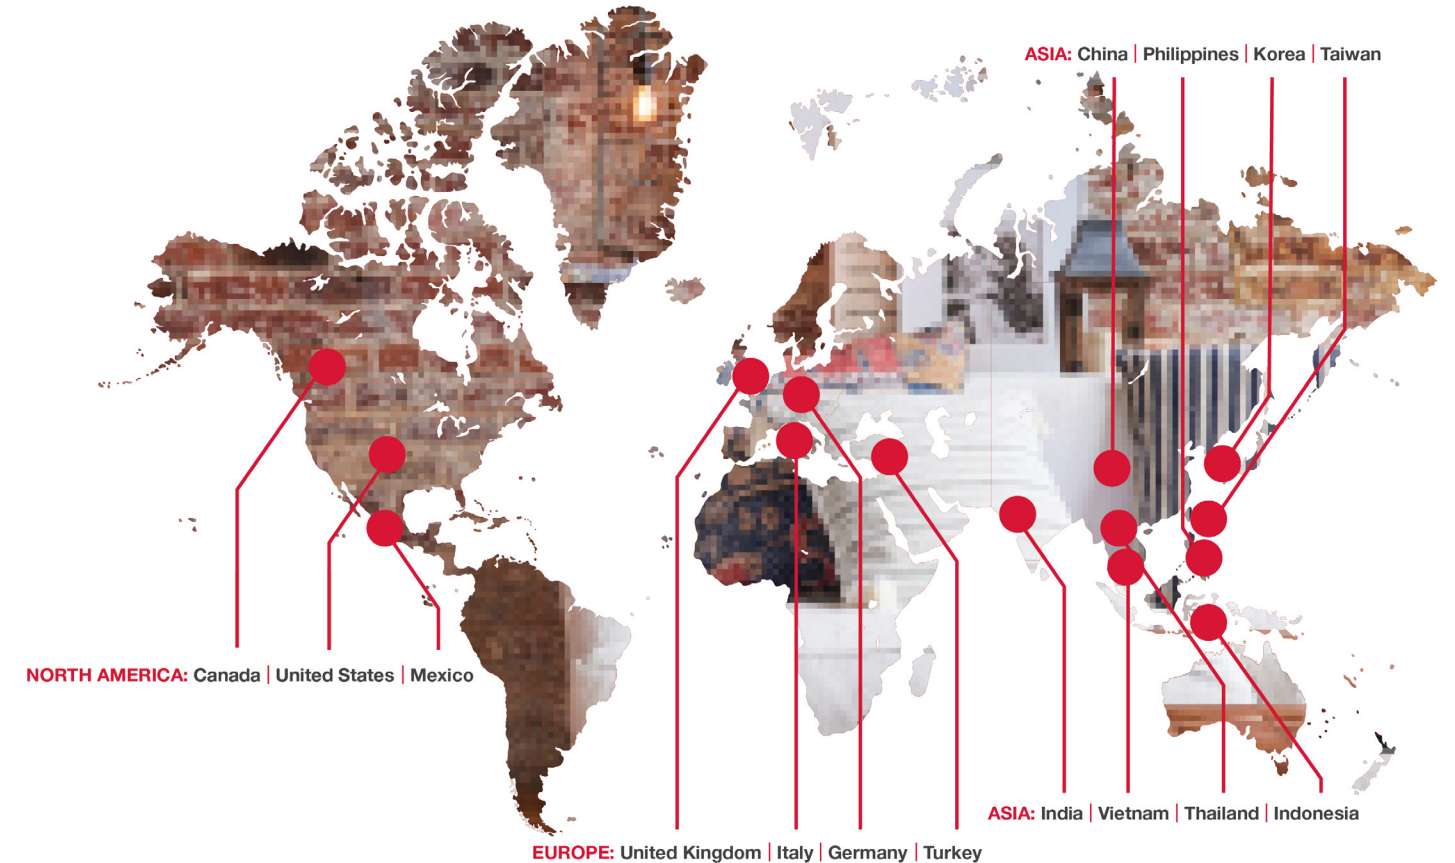 ASIA: China | Philippines | Korea | Taiwan
NORTH AMERICA: Canada | United States | Mexico
ASIA: India | Vietnam | Thailand | Indonesia
EUROPE: United Kingdom | Italy | Germany | Turkey